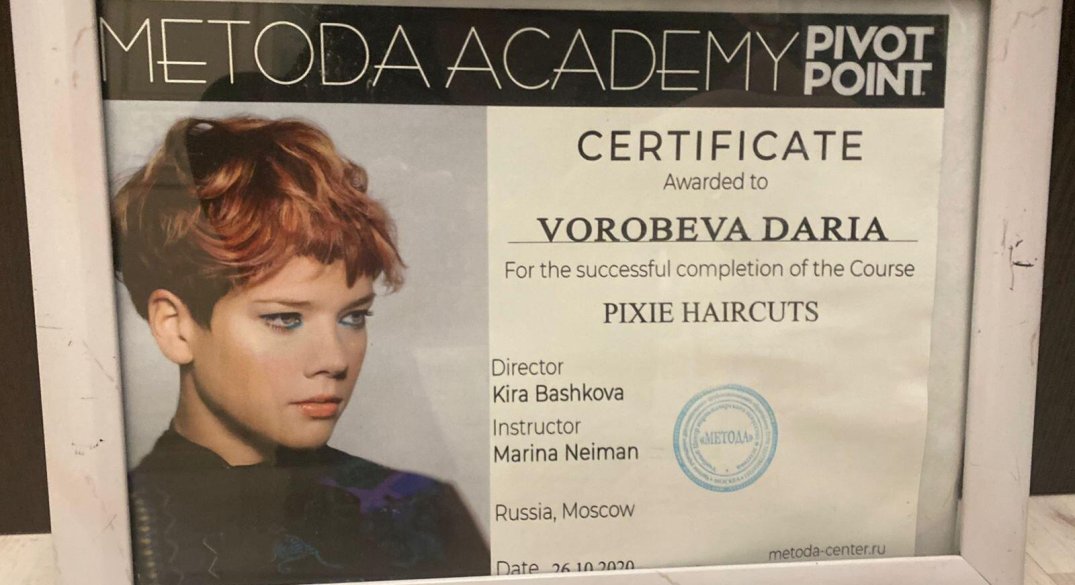 METODA ACADEMY
PIVOT
POINT
CERTIFICATE
Awarded to
VOROBEVA DARIA
For the successful completion of the Course
PIXIE HAIRCUTS
Director
Kira Bashkova
Instructor
Marina Neiman
«МЕТОДА»
Russia, Moscow
metoda-center.ru
Date 26.10.2020